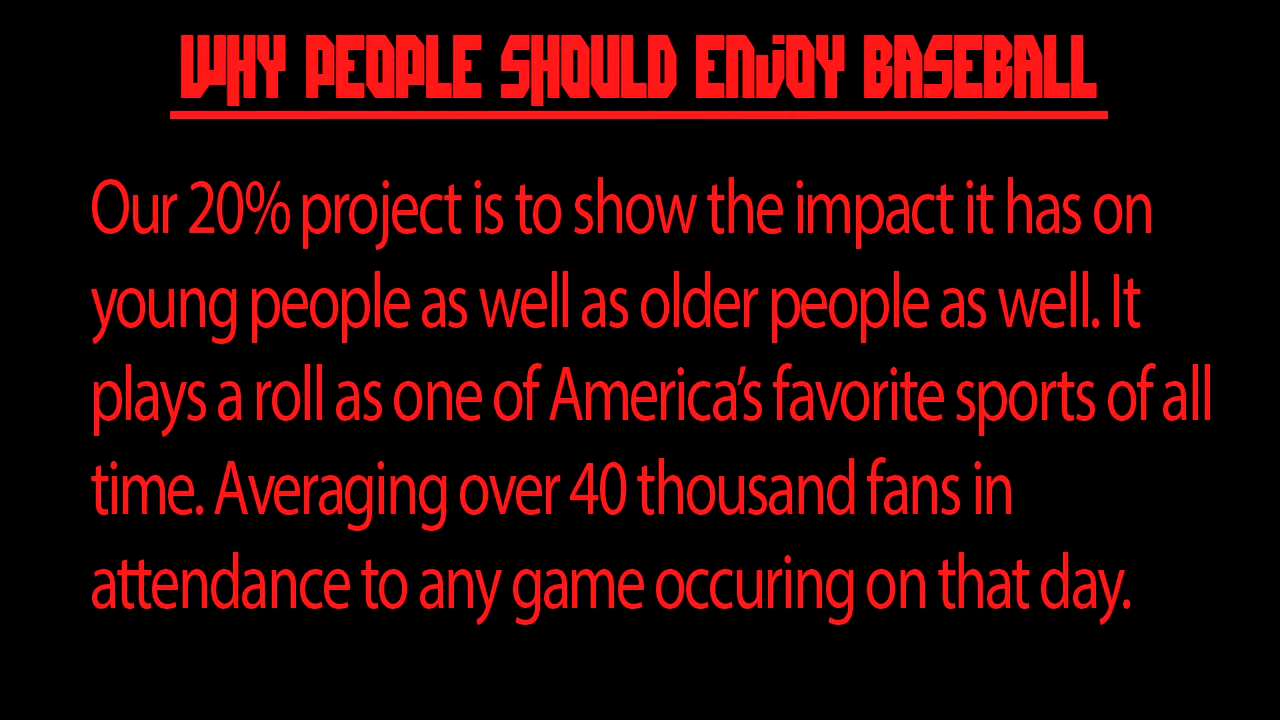 WHY PEOPLE SHOULD ENJOY BASEBALL
Our 20% project is to show the impact it has on
young people as well as older people as well. It
plays a roll as one of America’s favorite sports of all
time. Averaging over 40 thousand fans in
attendance to any game occuring on that day.